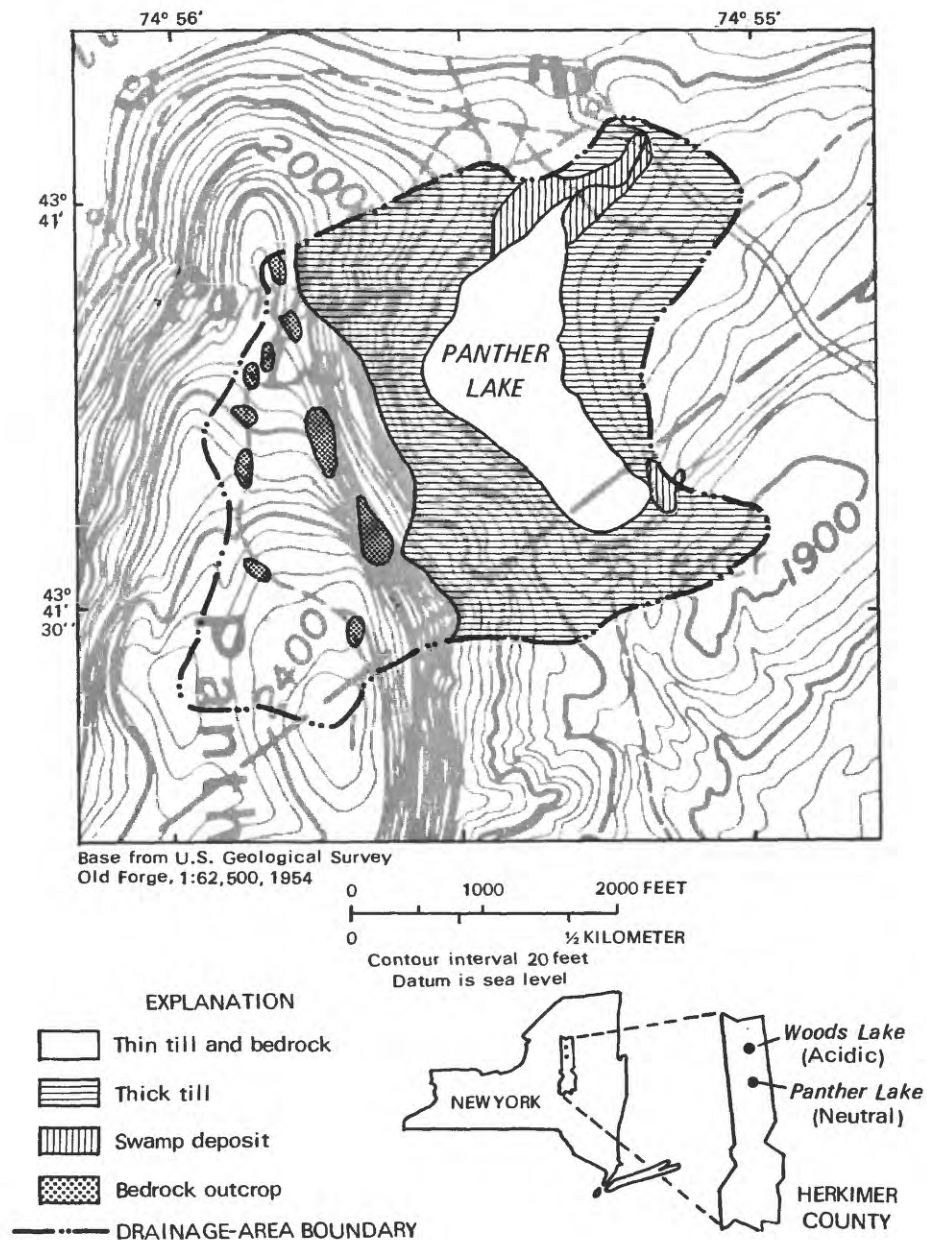 74° 56'
74° 55'
43°
41'
2000
PANTHER
LAKE
1900
43°
41'
30''
2400
Base from U.S. Geological Survey
Old Forge, 1:62,500, 1954
0 1000 2000 FEET
0 ½ KILOMETER
Contour interval 20 feet
Datum is sea level
EXPLANATION
Thin till and bedrock
Thick till
Swamp deposit
Bedrock outcrop
DRAINAGE-AREA BOUNDARY
NEW YORK
Woods Lake
(Acidic)
Panther Lake
(Neutral)
HERKIMER
COUNTY